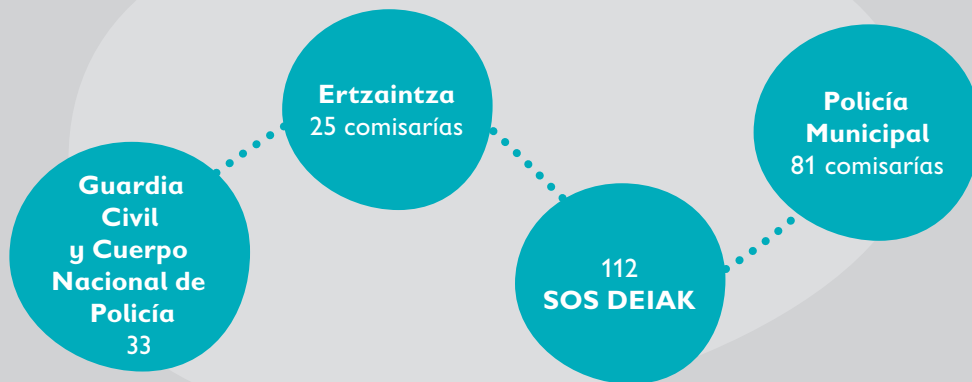 Guardia
Civil
y Cuerpo
Nacional de
Policía
33
Ertzaintza
25 comisarías
112
SOS DEIAK
Policía
Municipal
81 comisarías